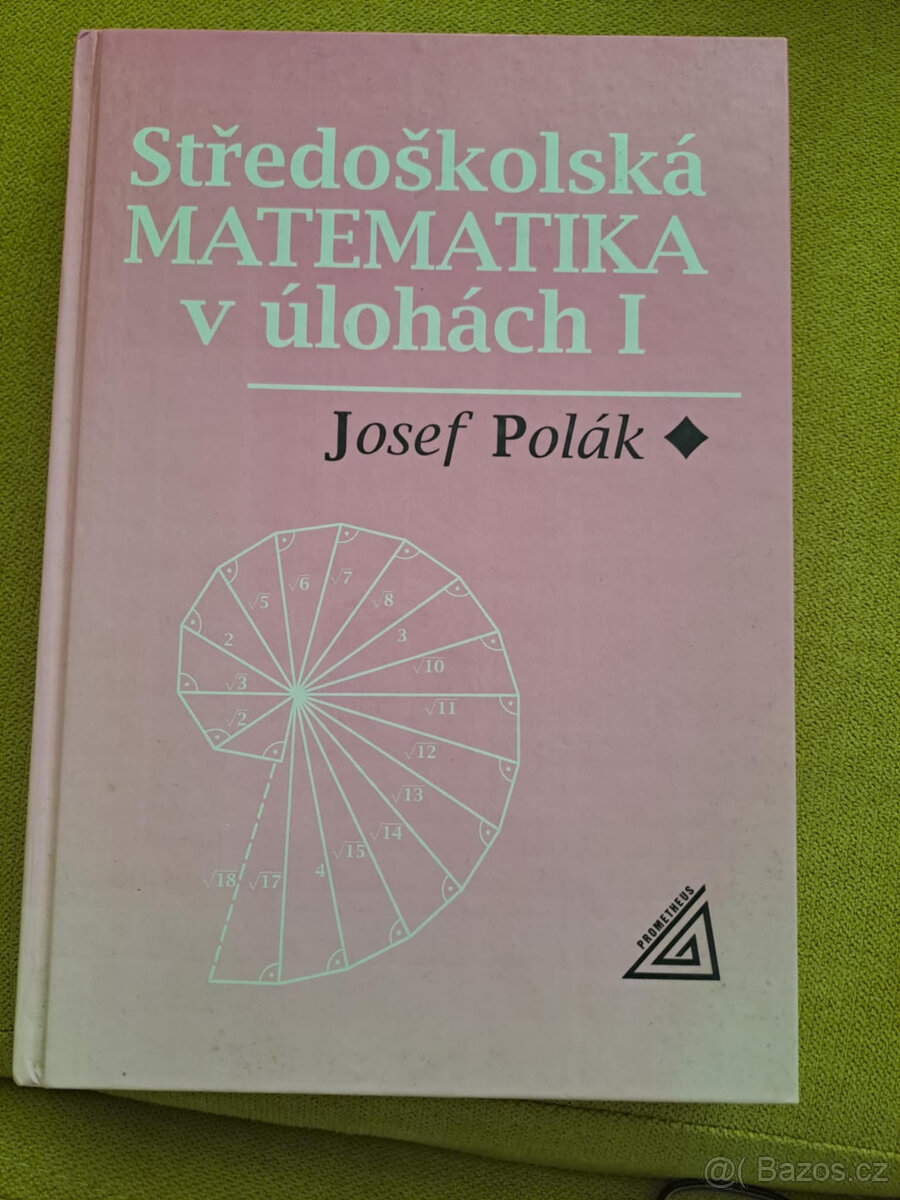 Středoškolská
MATEMATIKA
v úlohách I
Josef Polák
√6
√7
√5
√8
2
3
√3
√10
√2
√11
√12
√13
√14
√15
4
√18
√17
PROMETHEUS
@( Bazos.cz